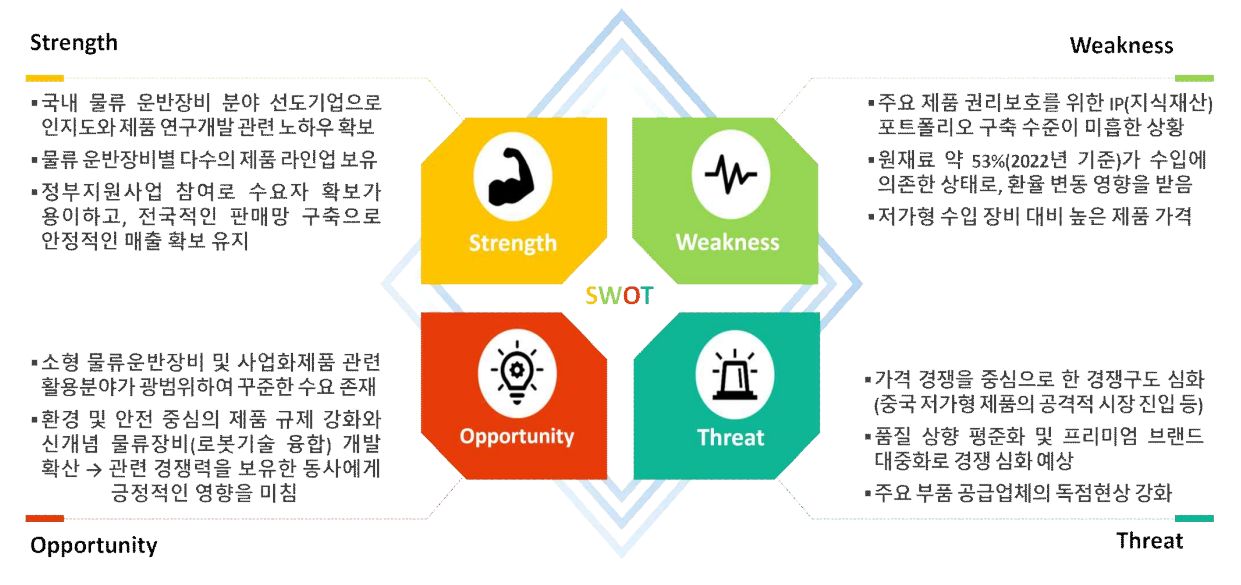 Strength
▪국내 물류 운반장비 분야 선도기업으로
인지도와 제품 연구개발 관련 노하우 확보
▪물류 운반장비별 다수의 제품 라인업 보유
▪정부지원사업 참여로 수요자 확보가
용이하고, 전국적인 판매망 구축으로
안정적인 매출 확보 유지
Weakness
▪주요 제품 권리보호를 위한 IP(지식재산)
포트폴리오 구축 수준이 미흡한 상황
▪원재료 약 53%(2022년 기준)가 수입에
의존한 상태로, 환율 변동 영향을 받음
▪저가형 수입 장비 대비 높은 제품 가격
Strength
Weakness
SWOT
Opportunity
Threat
▪소형 물류운반장비 및 사업화제품 관련
활용분야가 광범위하여 꾸준한 수요 존재
▪환경 및 안전 중심의 제품 규제 강화와
신개념 물류장비(로봇기술 융합) 개발
확산 → 관련 경쟁력을 보유한 동사에게
긍정적인 영향을 미침
Opportunity
▪가격 경쟁을 중심으로 한 경쟁구도 심화
(중국 저가형 제품의 공격적 시장 진입 등)
▪품질 상향 평준화 및 프리미엄 브랜드
대중화로 경쟁 심화 예상
▪주요 부품 공급업체의 독점현상 강화
Threat